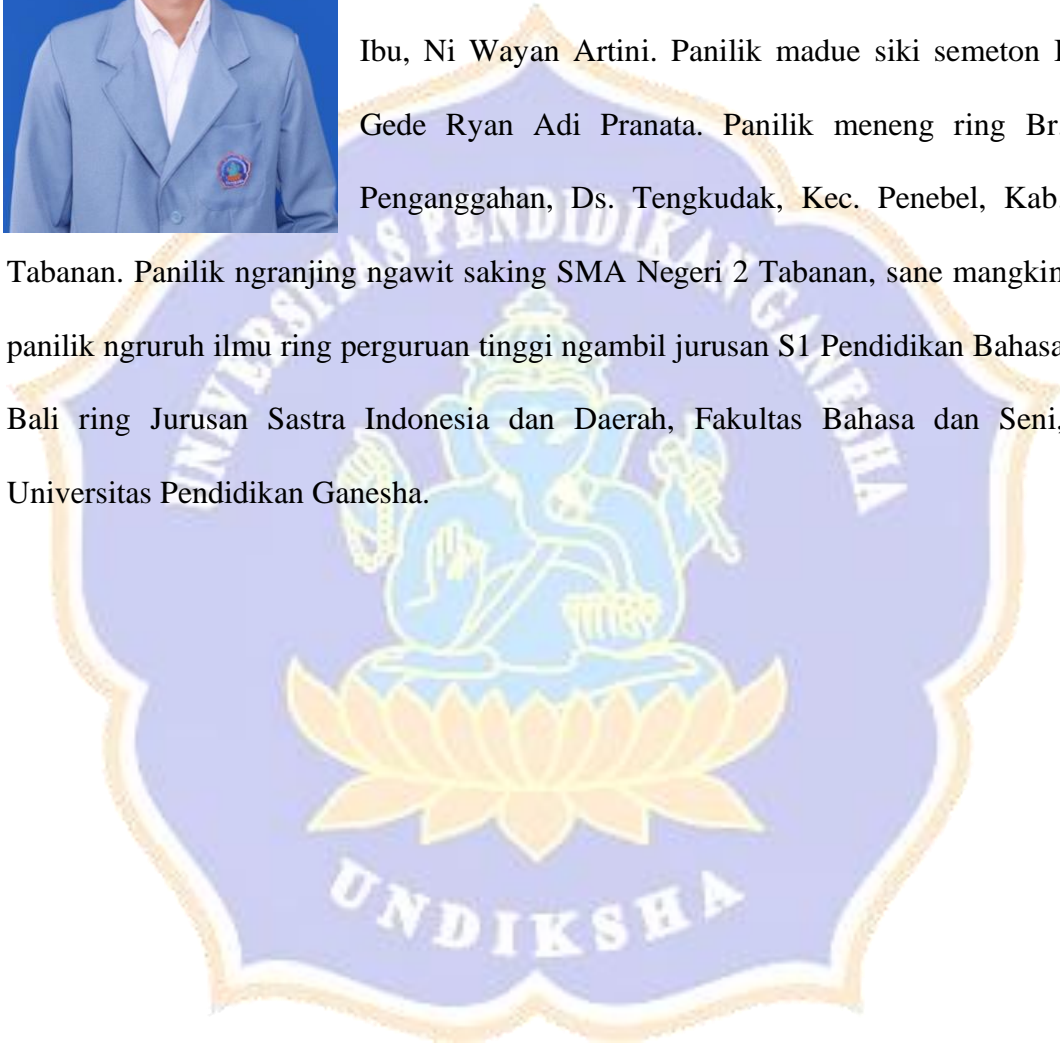 Ibu, Ni Wayan Artini. Panilik madue siki semeton I
Gede Ryan Adi Pranata. Panilik meneng ring Br.
Penganggahan, Ds. Tengkudak, Kec. Penebel, Kab.
Tabanan. Panilik ngranjing ngawit saking SMA Negeri 2 Tabanan, sane mangkin
panilik ngruruh ilmu ring perguruan tinggi ngambil jurusan S1 Pendidikan Bahasa
Bali ring Jurusan Sastra Indonesia dan Daerah, Fakultas Bahasa dan Seni,
Universitas Pendidikan Ganesha.
UNIVERSITAS PENDIDIKAN GANESHA
UNDIKSHA